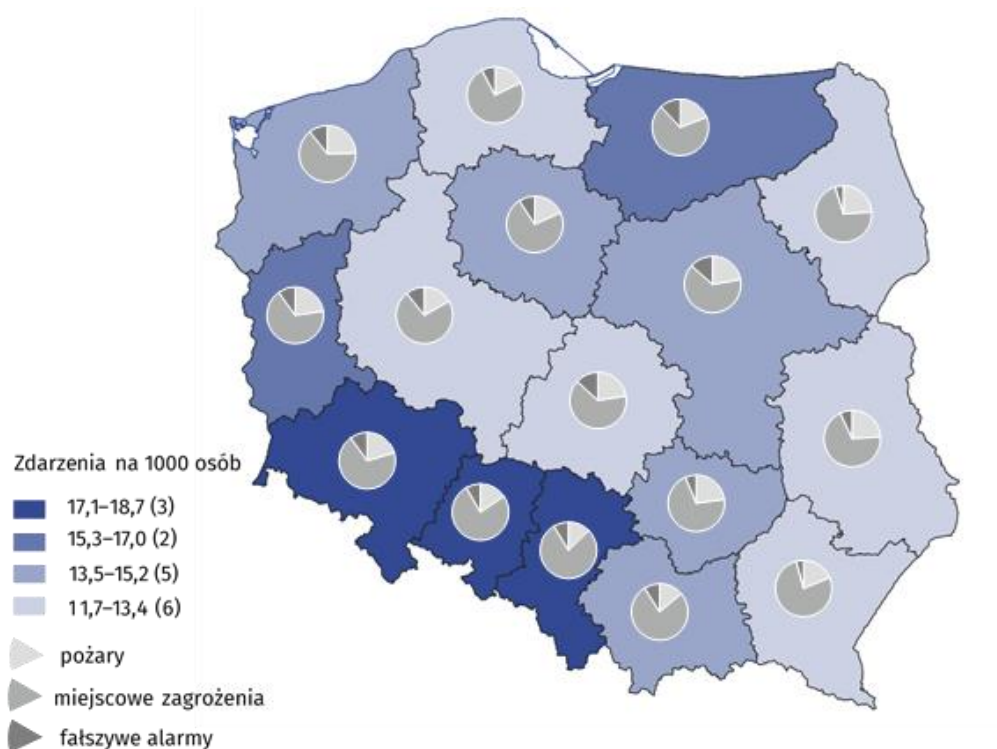 Zdarzenia na 1000 osób
17,1–18,7 (3)
15,3–17,0 (2)
13,5–15,2 (5)
11,7–13,4 (6)
pożary
miejscowe zagrożenia
fałszywe alarmy